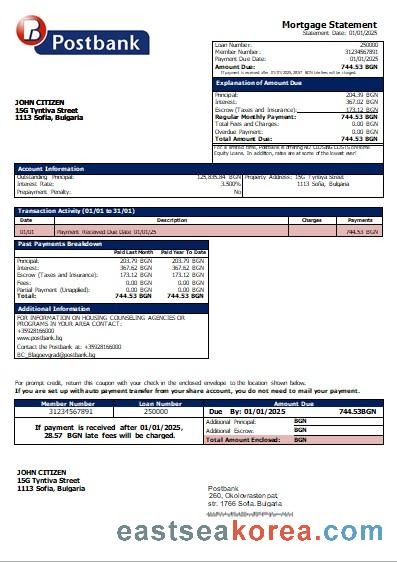 Postbank
Mortgage Statement
Statement Date: 01/01/2025
Loan Number: 250000
Member Number: 31234567891
Payment Due Date: 01/01/2025
Amount Due: 744.53 BGN
If payment is received after 01/01/2025, 28.57 BGN late fees will be charged.
Explanation of Amount Due
Principal: 204.39 BGN
Interest: 367.02 BGN
Escrow (Taxes and Insurance): 173.12 BGN
Regular Monthly Payment: 744.53 BGN
Total Fees and Charges: 0.00 BGN
Overdue Payment: 0.00 BGN
Total Amount Due: 744.53 BGN
For a limited time, Postbank is offering NO CLOSING COSTS on Home
Equity Loans. In addition, rates are at some of the lowest ever!
JOHN CITIZEN
15G Tyntiva Street
1113 Sofia, Bulgaria
Account Information
Outstanding Principal: 125,835.84 BGN
Interest Rate: 3.500%
Prepayment Penalty: No
Property Address: 15G Tyntiva Street
1113 Sofia, Bulgaria
Transaction Activity (01/01 to 31/01)
Date Description Charges Payments
01/01 Payment Received Due Date 01/01/25 744.53 BGN
Past Payments Breakdown
Paid Last Month Paid Year To Date
Principal: 203.79 BGN 203.79 BGN
Interest: 367.62 BGN 367.62 BGN
Escrow (Taxes and Insurance): 173.12 BGN 173.12 BGN
Fees: 0.00 BGN 0.00 BGN
Partial Payment (Unapplied): 0.00 BGN 0.00 BGN
Total: 744.53 BGN 744.53 BGN
Additional Information
FOR INFORMATION ON HOUSING COUNSELING AGENCIES OR
PROGRAMS IN YOUR AREA CONTACT:
+35928166000
www.postbank.bg
Contact the Postbank at: +35928166000
BC_Blagoevgrad@postbank.bg
For prompt credit, return this coupon with your check in the enclosed envelope to the location shown below.
If you are set up with auto payment transfer from your share account, you do not need to mail your payment.
Member Number Loan Number Amount Due
31234567891 250000 Due By: 01/01/2025 744.53BGN
If payment is received after 01/01/2025,
28.57 BGN late fees will be charged.
Additional Principal: BGN
Additional Escrow: BGN
Total Amount Enclosed: BGN
JOHN CITIZEN
15G Tyntiva Street
1113 Sofia, Bulgaria
Postbank
260, Okolovrasten pat,
str. 1766 Sofia, Bulgaria
eastseakorea.com